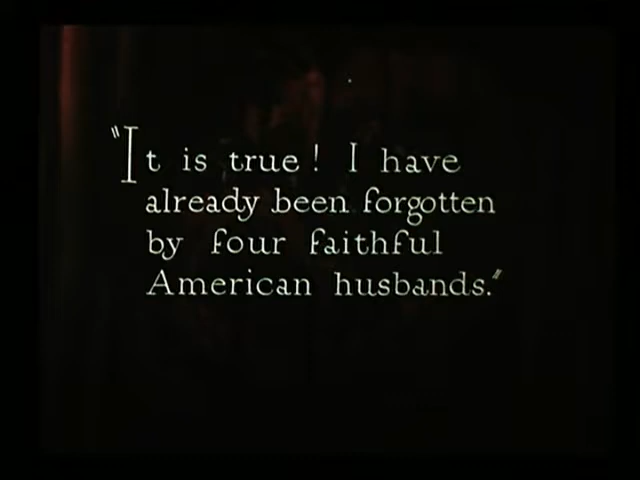 "It is true! I have
already been forgotten
by four faithful
American husbands."